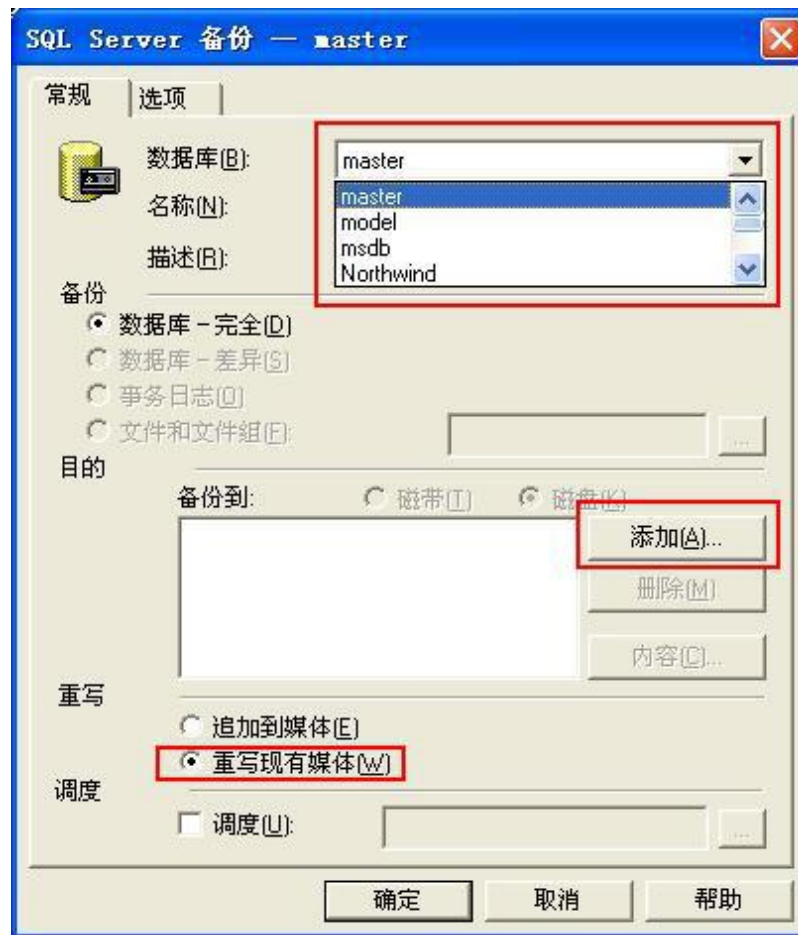 SQL Server 备份 — master
常规 选项
数据库(B): master
master
名称(N):
model
msdb
描述(R):
Northwind
备份
数据库 - 完全(D)
数据库 - 差异(S)
事务日志(O)
文件和文件组(F): ...
目的
备份到: 磁带(T) 磁盘(K)
添加(A)...
删除(M)
内容(C)...
重写
追加到媒体(E)
重写现有媒体(W)
调度
调度(U): ...
确定 取消 帮助